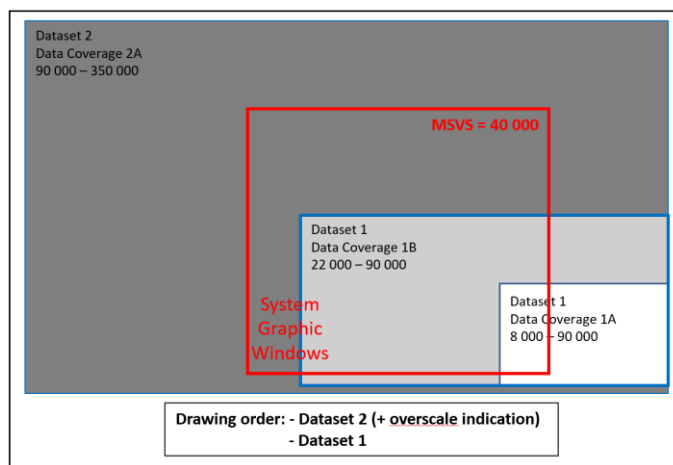 Dataset 2
Data Coverage 2A
90 000 – 350 000
MSVS = 40 000
Dataset 1
Data Coverage 1B
22 000 – 90 000
System
Graphic
Windows
Dataset 1
Data Coverage 1A
8 000 – 90 000
Drawing order: - Dataset 2 (+ overscale indication)
- Dataset 1